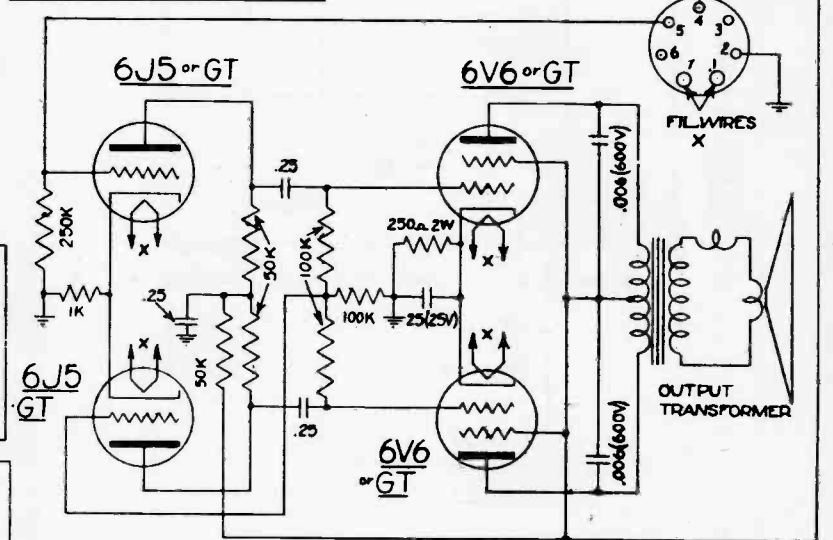 4
5
3
6
2
7
1
FIL. WIRES
X
6J5 or GT
6V6 or GT
250K
1K
X
.25
50K
100K
250Ω 2W
X
.006(600V)
.25
50K
100K
25(25V)
X
X
6J5
GT
.25
6V6
or GT
.006(600V)
OUTPUT
TRANSFORMER